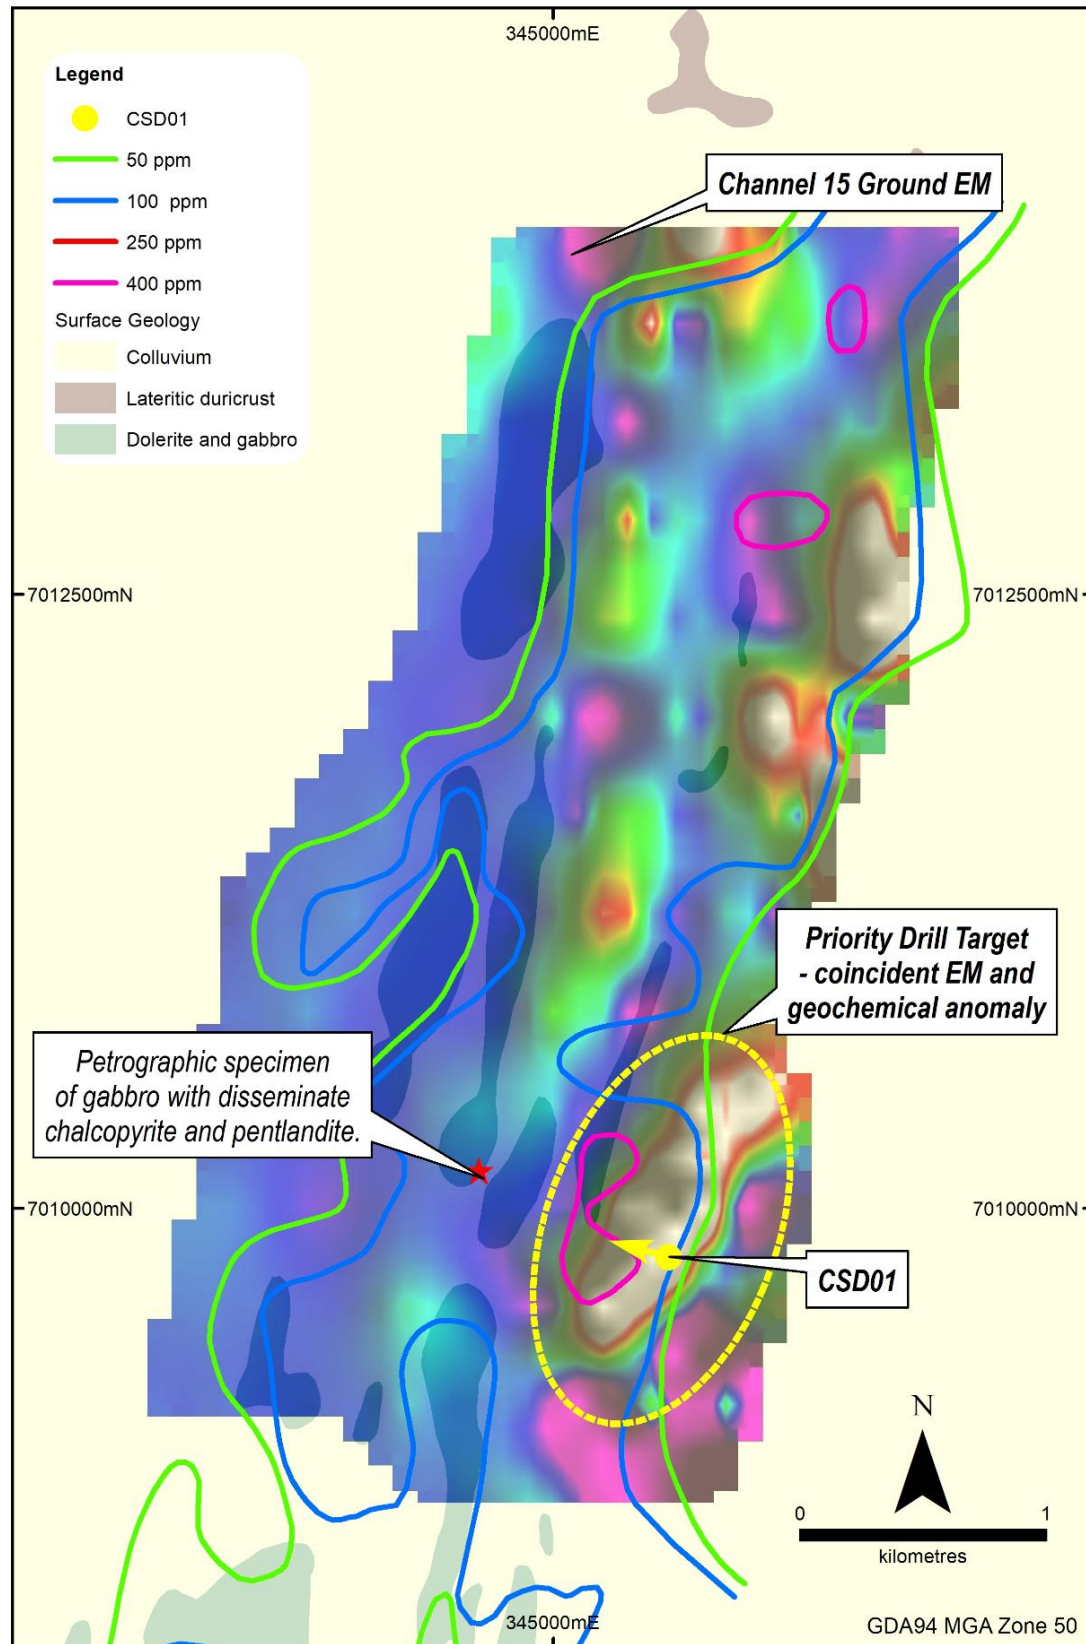 345000mE
Legend
CSD01
50 ppm
100 ppm
250 ppm
400 ppm
Surface Geology
Colluvium
Lateritic duricrust
Dolerite and gabbro
Channel 15 Ground EM
7012500mN
7012500mN
Priority Drill Target
- coincident EM and
geochemical anomaly
Petrographic specimen
of gabbro with disseminate
chalcopyrite and pentlandite.
7010000mN
7010000mN
CSD01
N
0 1
kilometres
345000mE
GDA94 MGA Zone 50